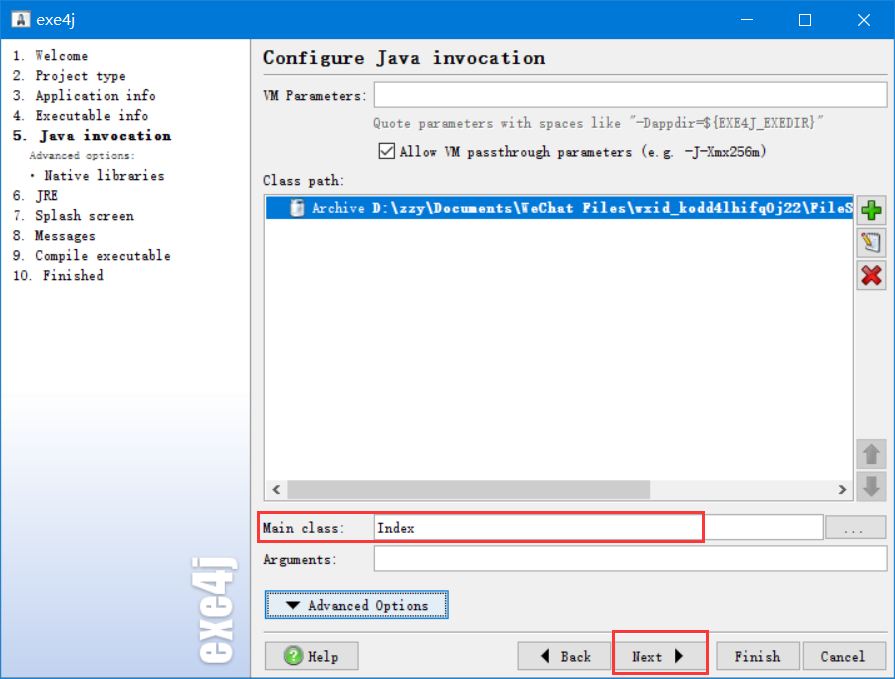 exe4j
1. Welcome
2. Project type
3. Application info
4. Executable info
5. Java invocation
Advanced options:
· Native libraries
6. JRE
7. Splash screen
8. Messages
9. Compile executable
10. Finished
exe4j
Configure Java invocation
VM Parameters:
Quote parameters with spaces like "-Dappdir=${EXE4J_EXEDIR}"
Allow VM passthrough parameters (e.g. -J-Xmx256m)
Class path:
Archive D:\zzy\Documents\WeChat Files\wxid_kodd4lhifq0j22\FileS
Main class: Index ...
Arguments:
Advanced Options
Help Back Next Finish Cancel